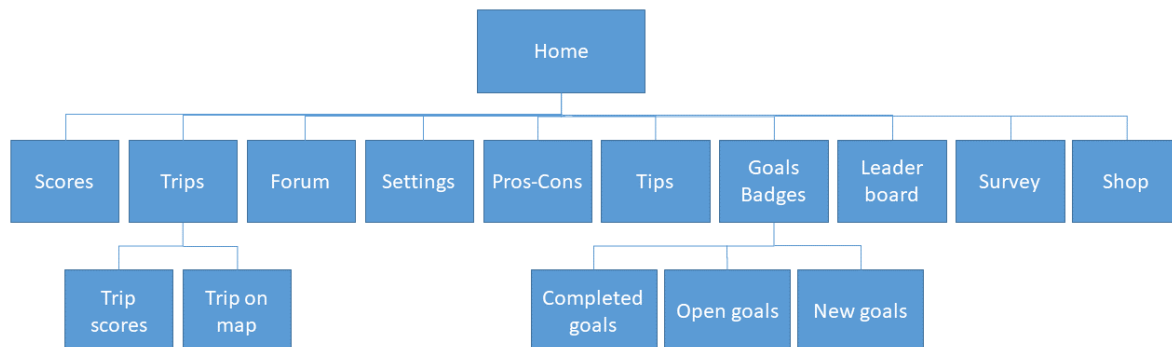 Home
Scores
Trips
Forum
Settings
Pros-Cons
Tips
Goals
Badges
Leader
board
Survey
Shop
Trip
scores
Trip on
map
Completed
goals
Open goals
New goals